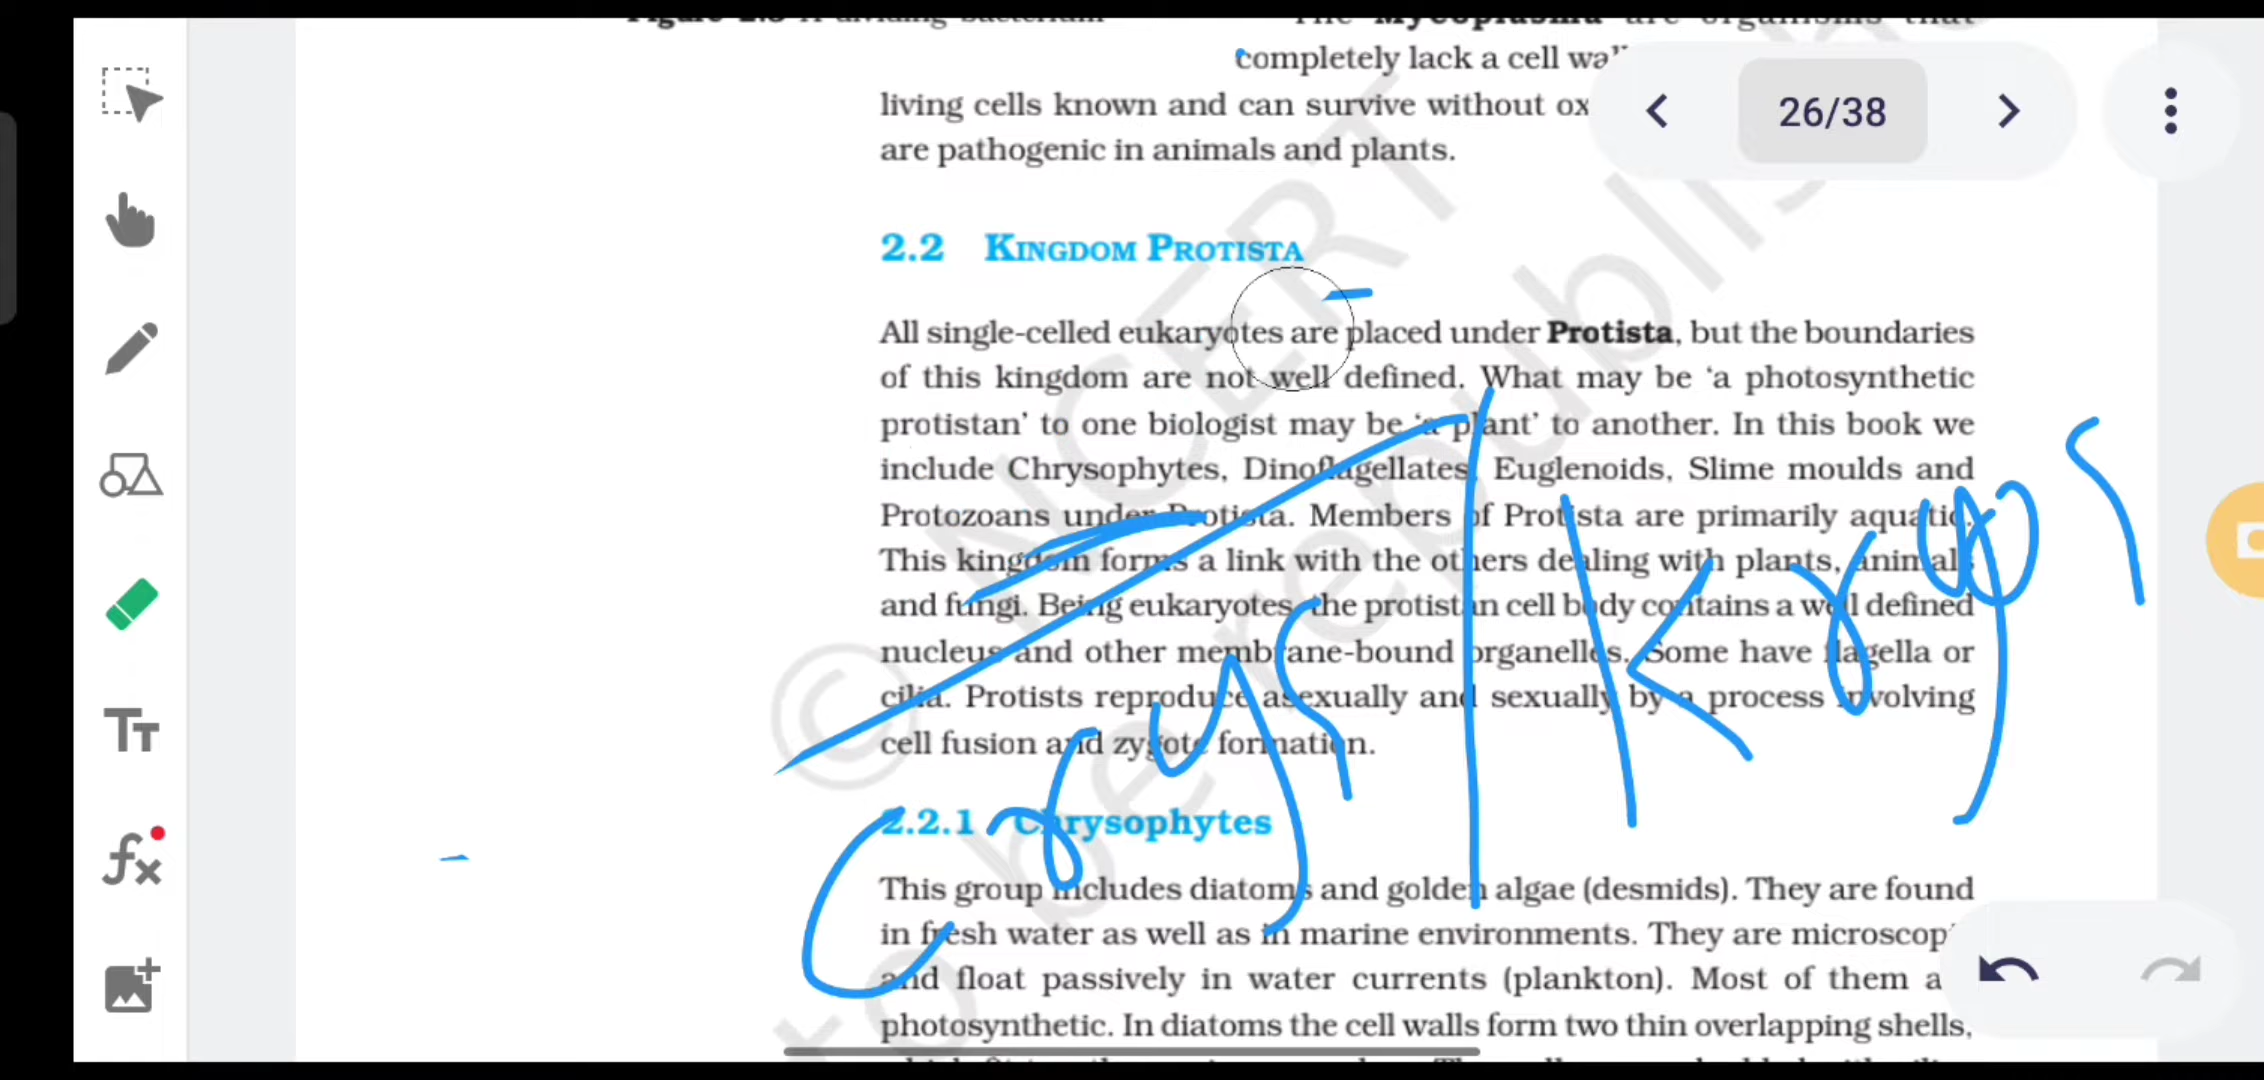 completely lack a cell
living cells known and can survive without
are pathogenic in animals and plants.
26/38
2.2 KINGDOM PROTISTA
All single-celled eukaryotes are placed under Protista, but the boundaries
of this kingdom are not well defined. What may be ‘a photosynthetic
protistan’ to one biologist may be ‘a plant’ to another. In this book we
include Chrysophytes, Dinoflagellates, Euglenoids, Slime moulds and
Protozoans under Protista. Members of Protista are primarily aquatic.
This kingdom forms a link with the others dealing with plants, animals
and fungi. Being eukaryotes, the protistan cell body contains a well defined
nucleus and other membrane-bound organelles. Some have flagella or
cilia. Protists reproduce asexually and sexually by a process involving
cell fusion and zygote formation.
2.2.1 Chrysophytes
This group includes diatoms and golden algae (desmids). They are found
in fresh water as well as in marine environments. They are
and float passively in water currents (plankton). Most of them
photosynthetic. In diatoms the cell walls form two thin overlapping shells,
© NCERT
be republis
Tt
fx